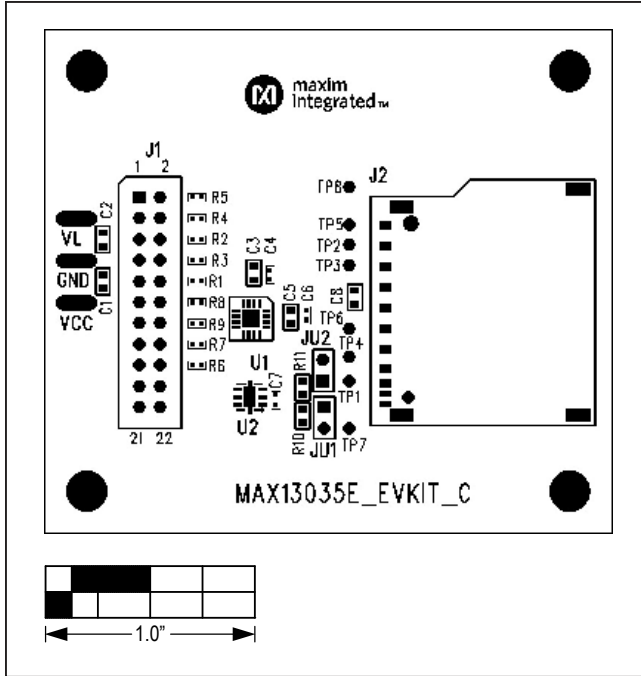 maxim
integrated™
J1
1 2
J2
TP8
R5
C2
R4
TP5
VL
R2
TP2
R3
C3
C4
TP3
GND
R1
C8
R8
C5
C6
C1
VCC
R9
TP6
JU2
TP4
R7
R6
U1
R11
C7
TP1
U2
21 22
R10
JU1
TP7
MAX13035E_EVKIT_C
1.0"